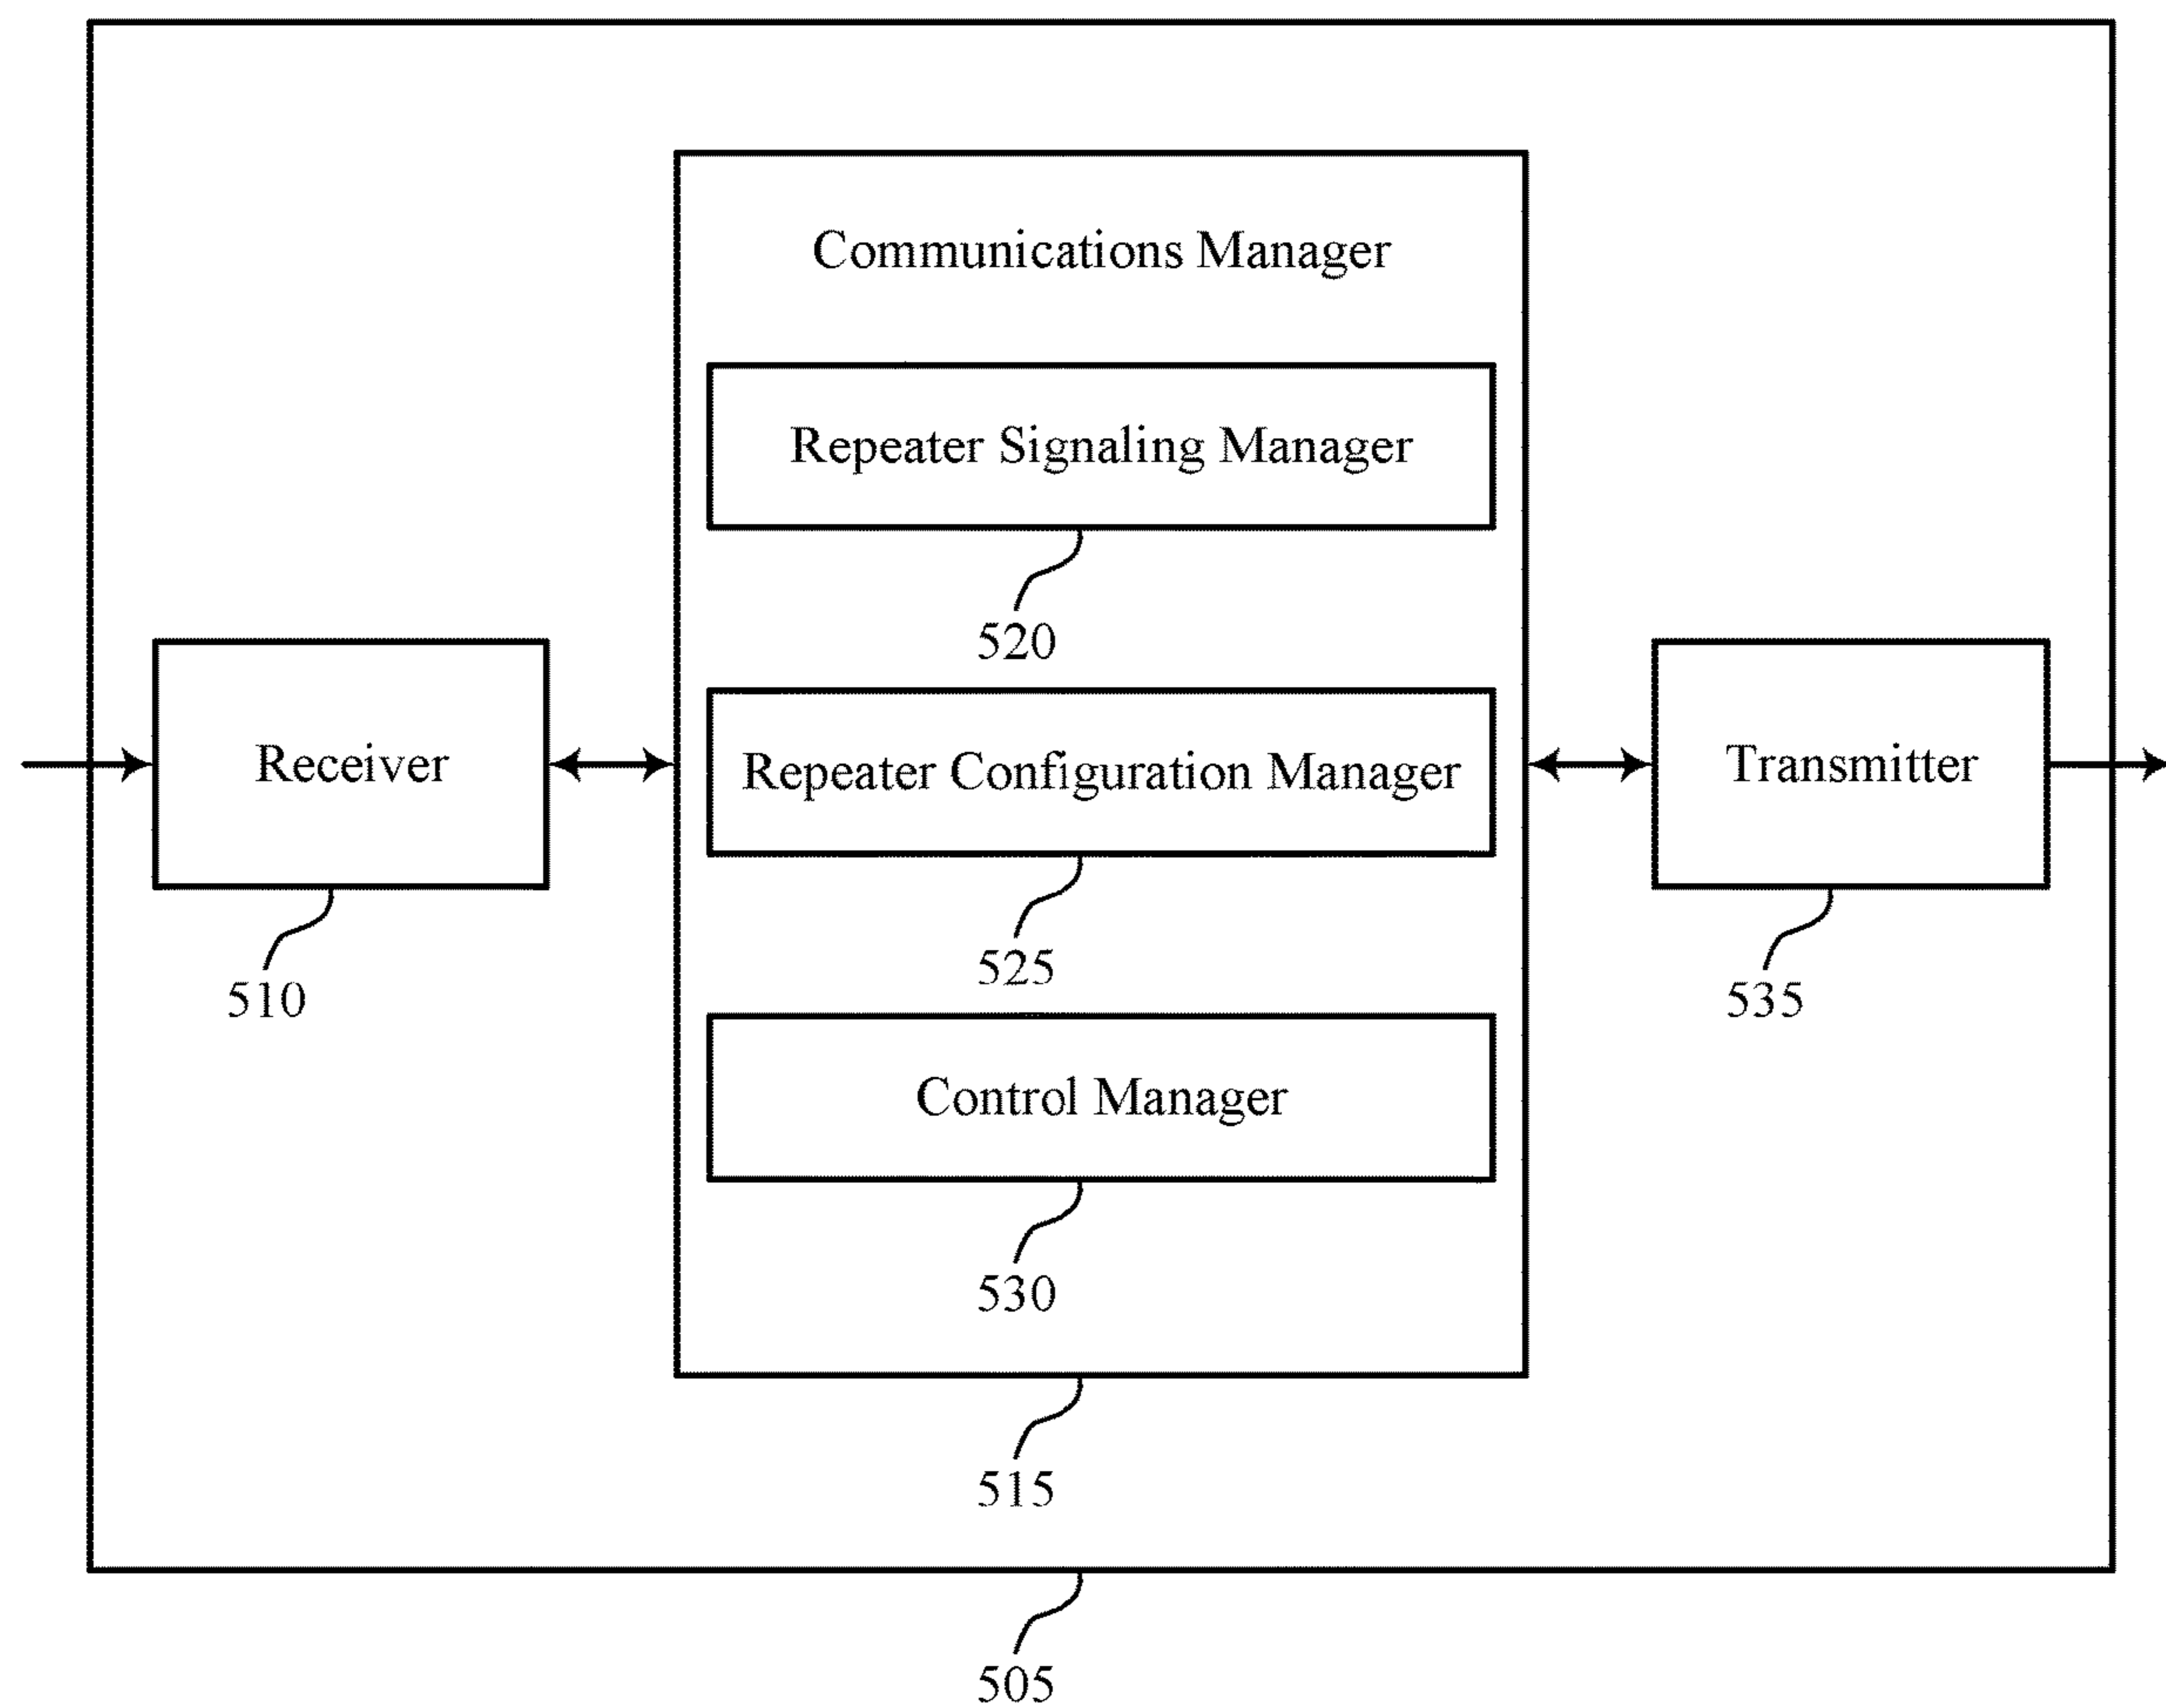 Communications Manager
Repeater Signaling Manager
520
Receiver
510
Repeater Configuration Manager
525
Transmitter
535
Control Manager
530
515
505